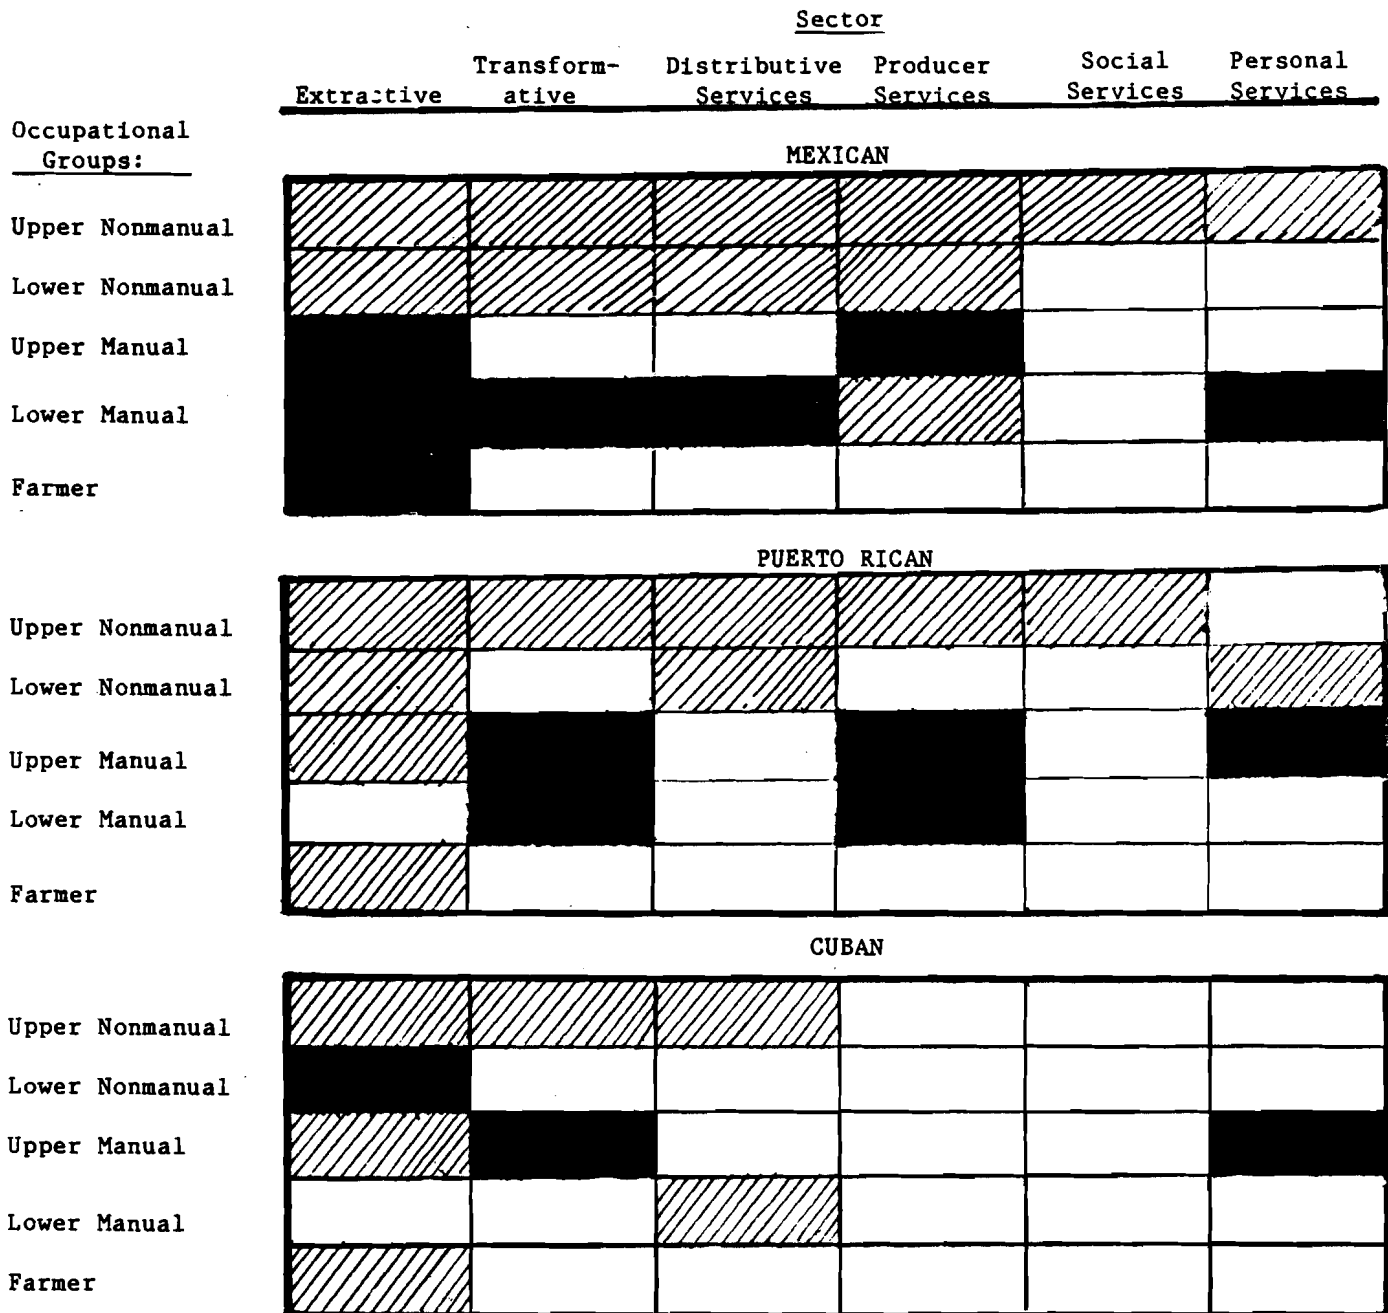 Sector
Transform- Distributive Producer Social Personal
Extractive ative Services Services Services Services
Occupational
Groups:
MEXICAN
Upper Nonmanual
Lower Nonmanual
Upper Manual
Lower Manual
Farmer
PUERTO RICAN
Upper Nonmanual
Lower Nonmanual
Upper Manual
Lower Manual
Farmer
CUBAN
Upper Nonmanual
Lower Nonmanual
Upper Manual
Lower Manual
Farmer